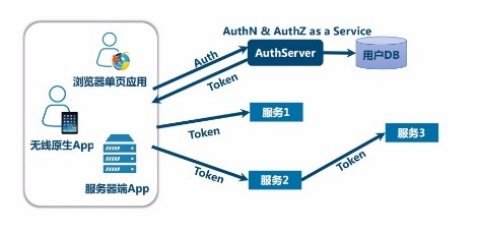 AuthN & AuthZ as a Service
Auth
AuthServer
用户DB
浏览器单页应用
Token
无线原生App
Token
服务1
服务3
服务器端App
Token
服务2
Token